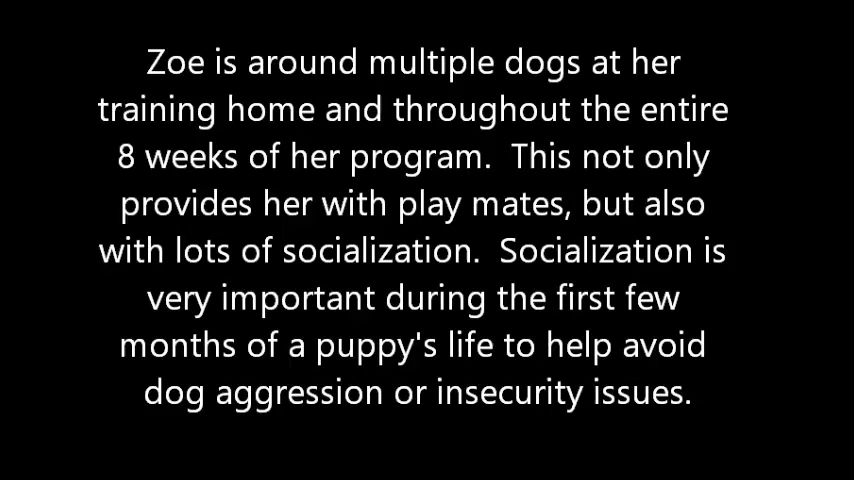 Zoe is around multiple dogs at her
training home and throughout the entire
8 weeks of her program.  This not only
provides her with play mates, but also
with lots of socialization.  Socialization is
very important during the first few
months of a puppy's life to help avoid
dog aggression or insecurity issues.